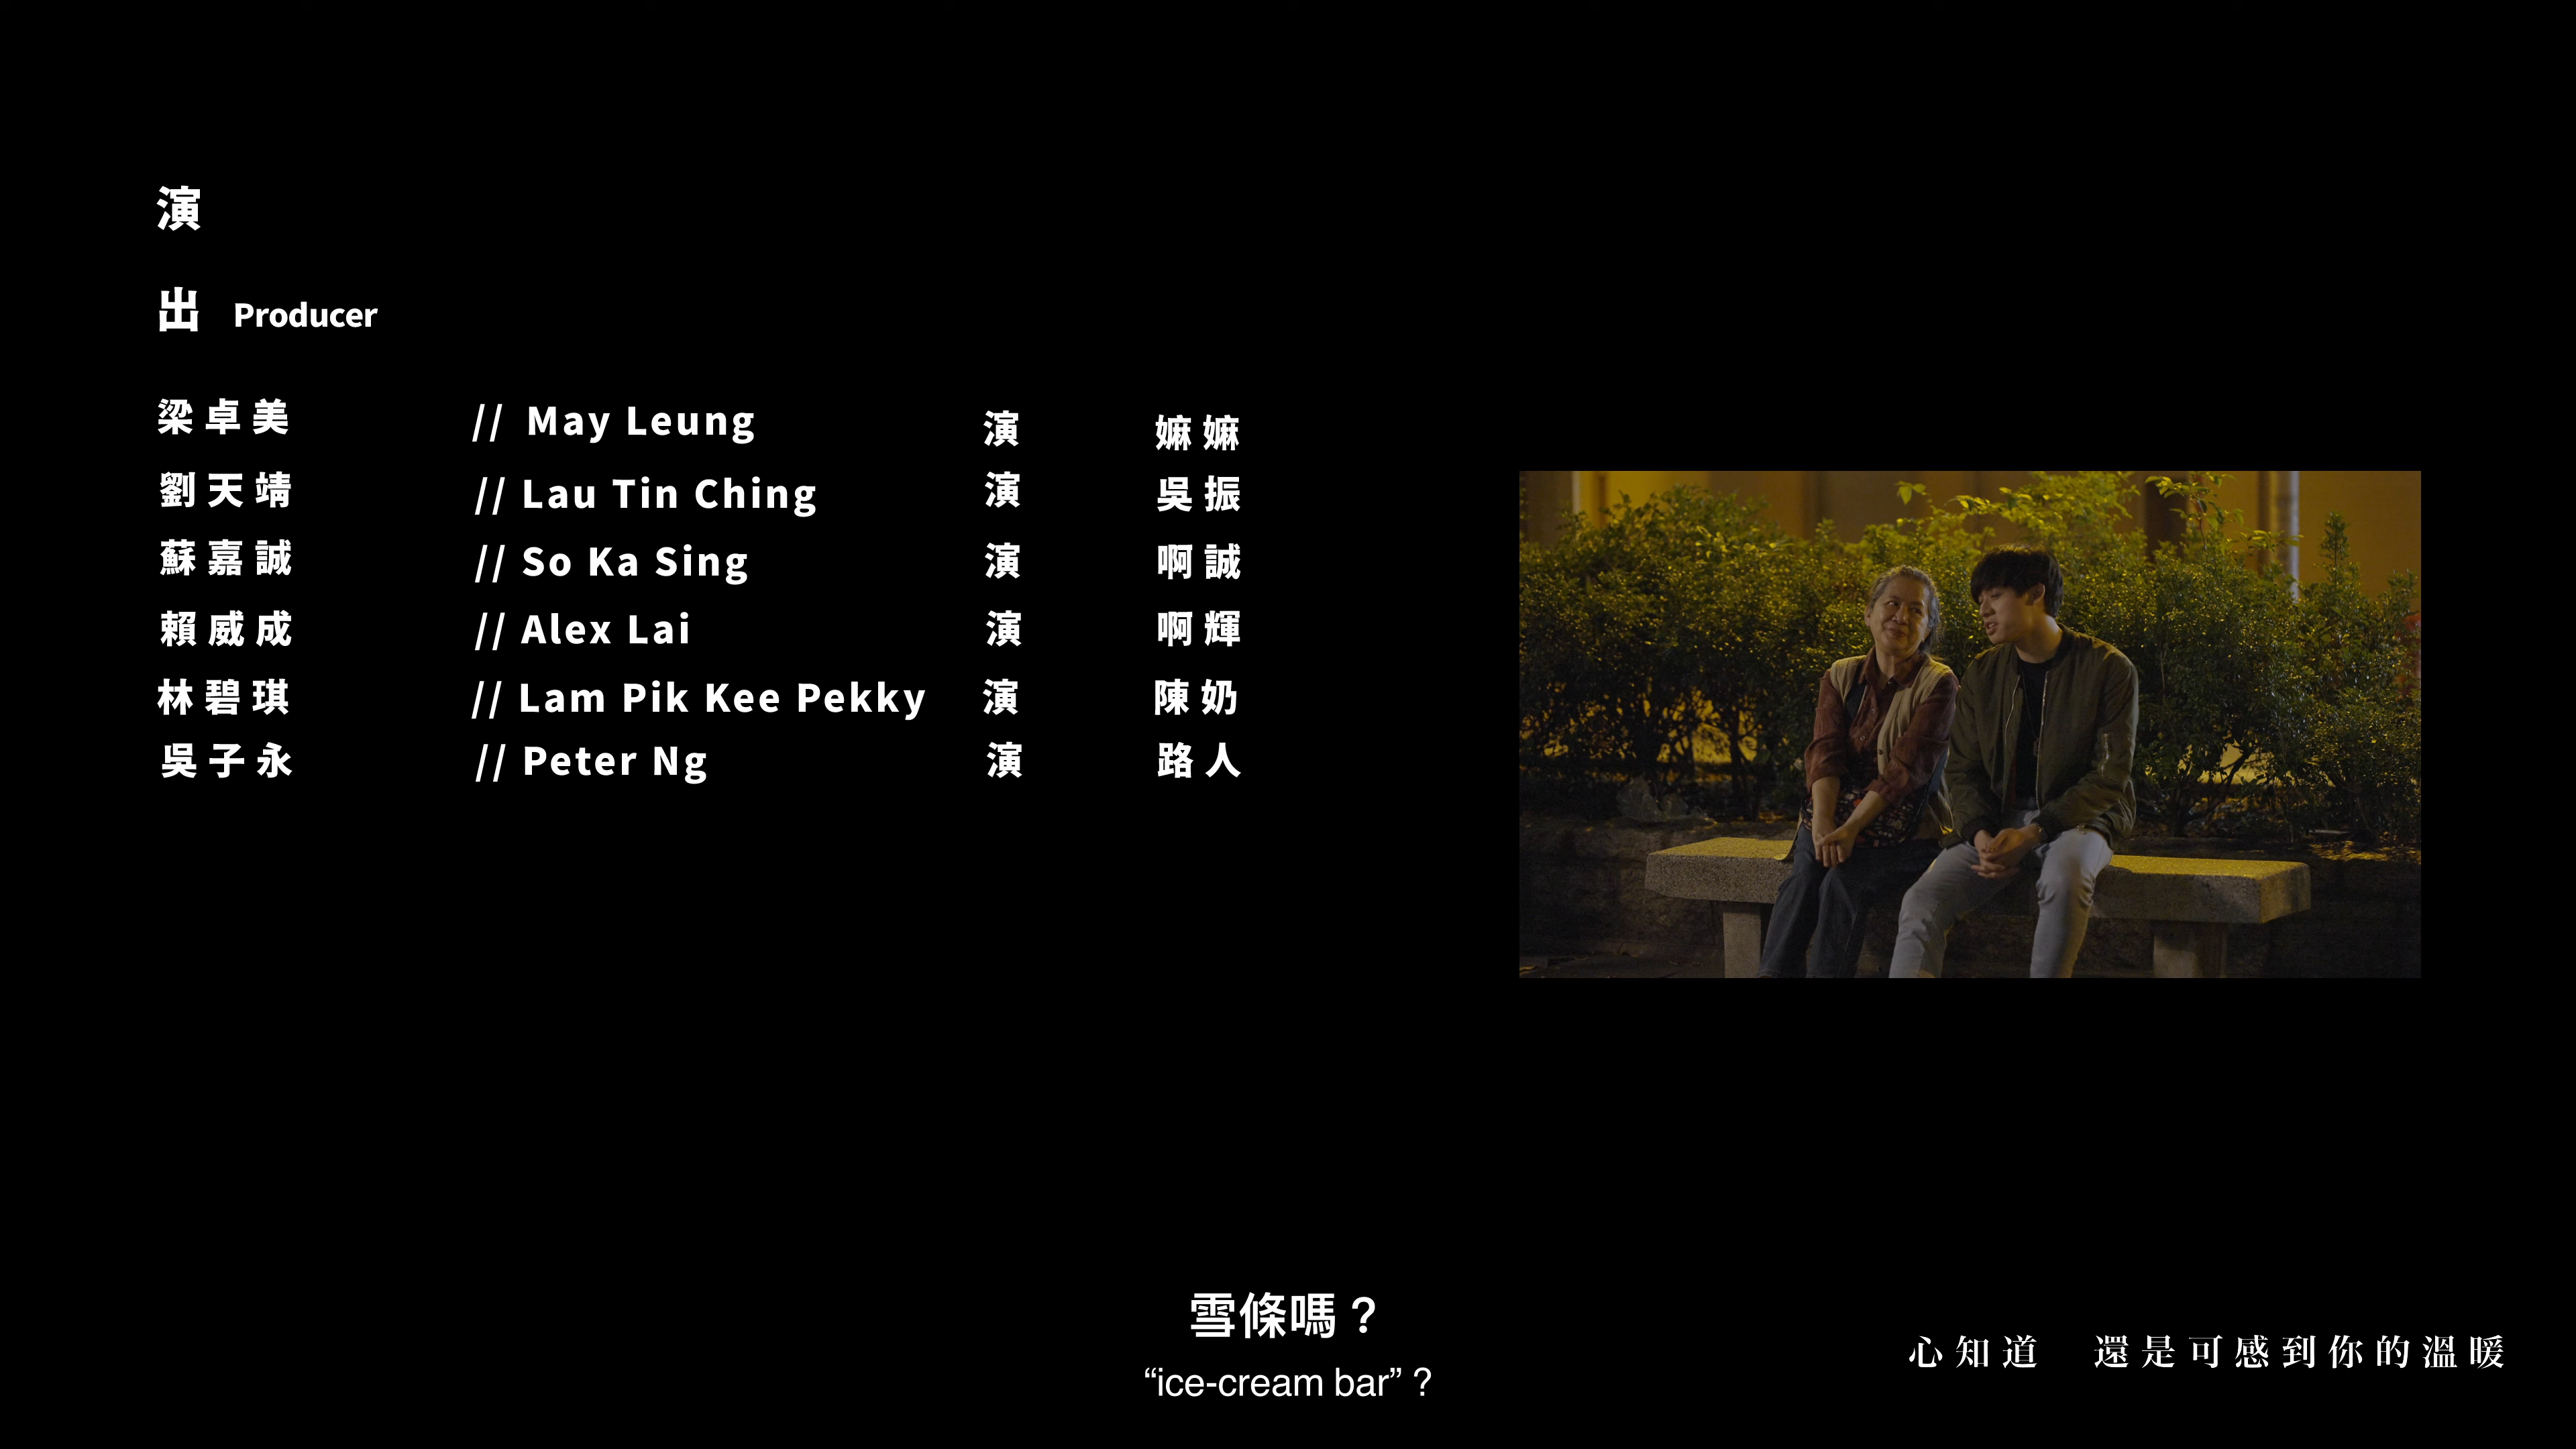 演
出 Producer
梁卓美 // May Leung 演 嫲嫲
劉天靖 // Lau Tin Ching 演 吳振
蘇嘉誠 // So Ka Sing 演 啊誠
賴威成 // Alex Lai 演 啊輝
林碧琪 // Lam Pik Kee Pekky 演 陳奶
吳子永 // Peter Ng 演 路人
雪條嗎？
“ice-cream bar”？
心知道 還是可感到你的溫暖